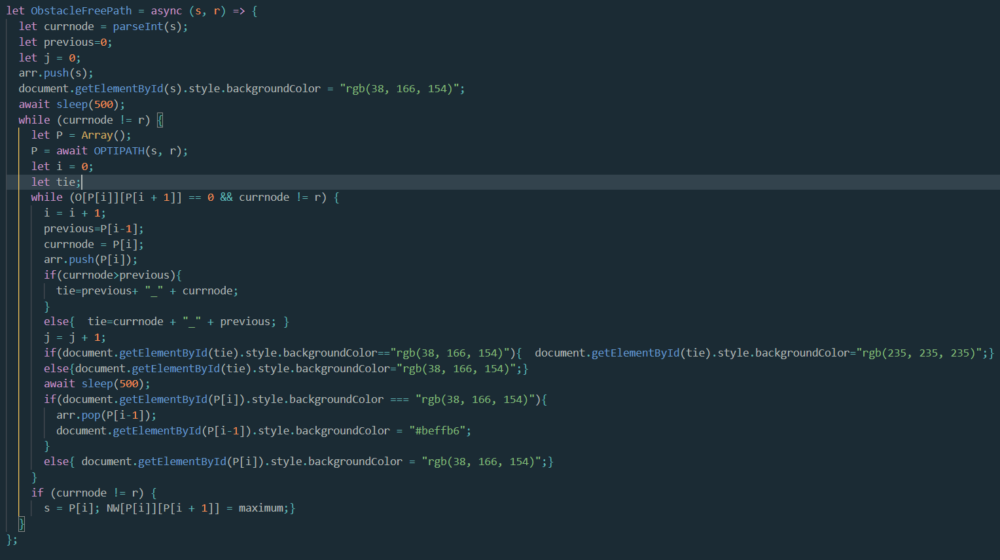 let ObstacleFreePath = async (s, r) => {
let currnode = parseInt(s);
let previous=0;
let j = 0;
arr.push(s);
document.getElementById(s).style.backgroundColor = "rgb(38, 166, 154)";
await sleep(500);
while (currnode != r) {
let P = Array();
P = await OPTIPATH(s, r);
let i = 0;
let tie;
while (O[P[i]][P[i + 1]] == 0 && currnode != r) {
i = i + 1;
previous=P[i-1];
currnode = P[i];
arr.push(P[i]);
if(currnode>previous){
tie=previous+ "_" + currnode;
}
else{  tie=currnode + "_" + previous; }
j = j + 1;
if(document.getElementById(tie).style.backgroundColor=="rgb(38, 166, 154)"){  document.getElementById(tie).style.backgroundColor="rgb(235, 235, 235)";}
else{document.getElementById(tie).style.backgroundColor="rgb(38, 166, 154)";}
await sleep(500);
if(document.getElementById(P[i]).style.backgroundColor === "rgb(38, 166, 154)"){
arr.pop(P[i-1]);
document.getElementById(P[i-1]).style.backgroundColor = "#beffb6";
}
else{ document.getElementById(P[i]).style.backgroundColor = "rgb(38, 166, 154)";}
}
if (currnode != r) {
s = P[i]; NW[P[i]][P[i + 1]] = maximum;}
}
};